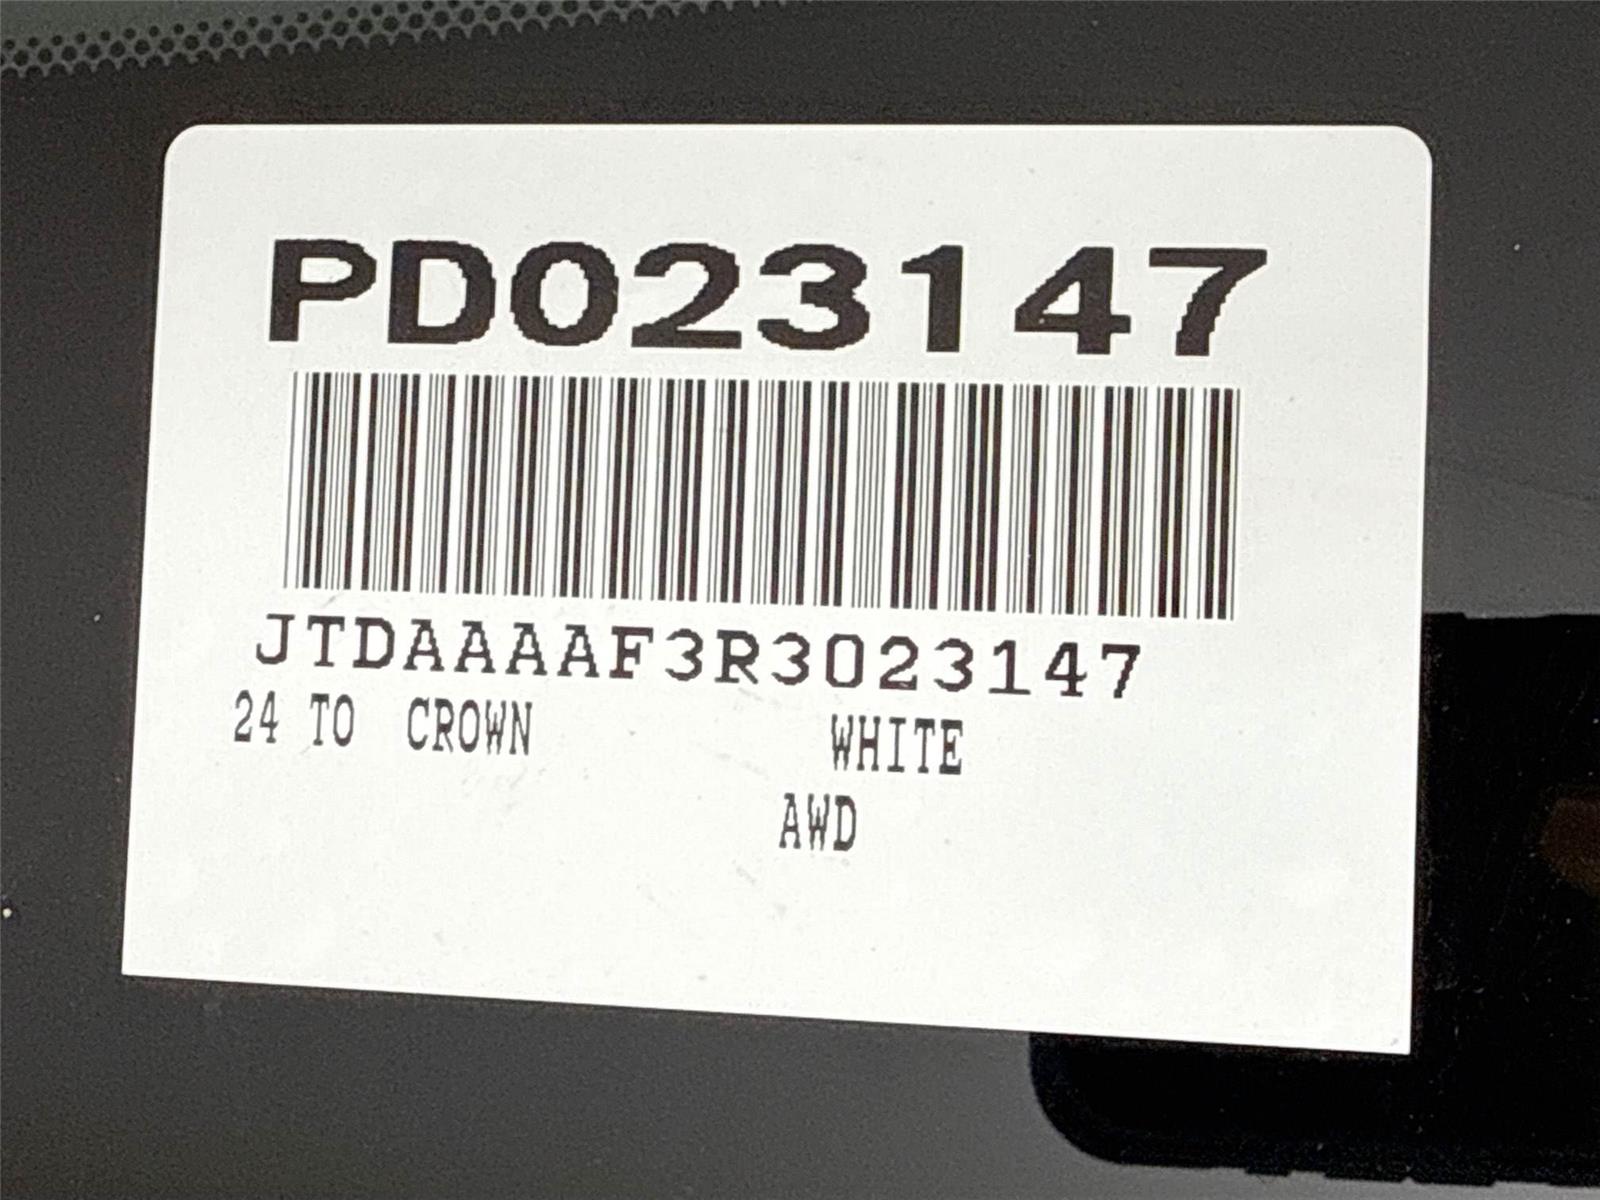 PD023147
JTDAAAAF3R3023147
24 TO CROWN WHITE
AWD